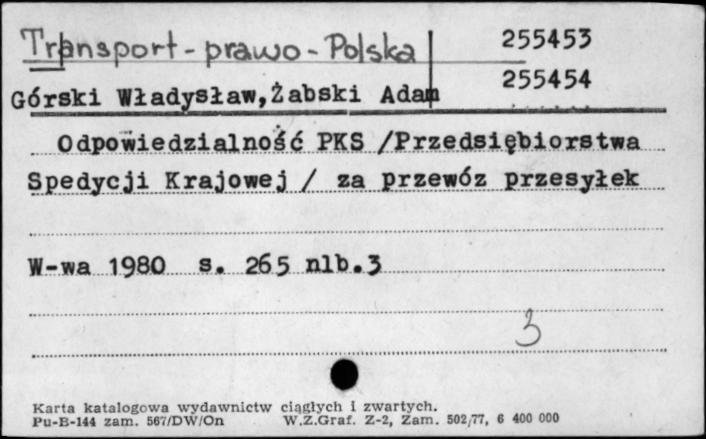 Transport - prawo - Polska
255453
255454
Górski Władysław,Żabski Adam
Odpowiedzialność PKS /Przedsiębiorstwa
Spedycji Krajowej / za przewóz przesyłek
W-wa 1980 s. 265 nlb.3
3
Karta katalogowa wydawnictw ciągłych i zwartych.
Pu-B-144 zam. 567/DW/On W.Z.Graf. Z-2, Zam. 502/77, 6 400 000